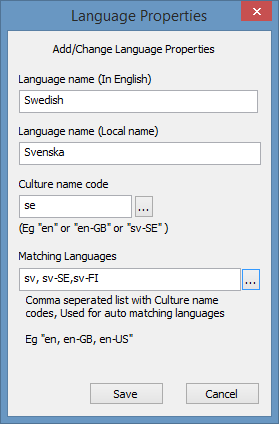 Language Properties
Add/Change Language Properties
Language name (In English)
Swedish
Language name (Local name)
Svenska
Culture name code
se
...
(Eg "en" or "en-GB" or "sv-SE" )
Matching Languages
sv, sv-SE,sv-FI
...
Comma seperated list with Culture name
codes, Used for auto matching languages
Eg "en, en-GB, en-US"
Save
Cancel